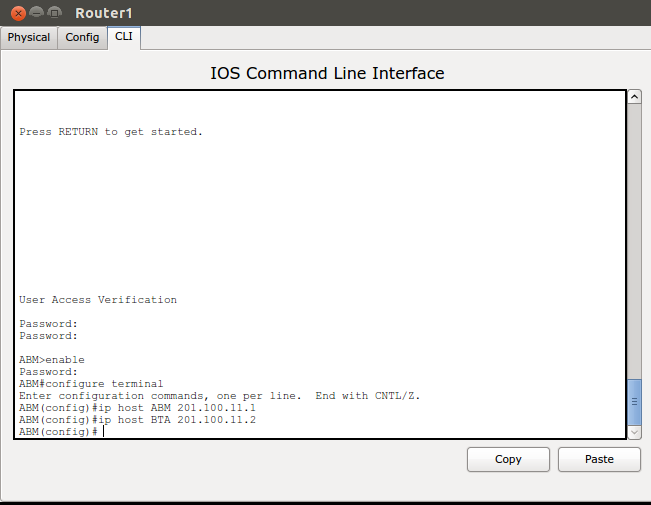 Router1
Physical Config CLI
IOS Command Line Interface
Press RETURN to get started.
User Access Verification
Password:
Password:
ABM>enable
Password:
ABM#configure terminal
Enter configuration commands, one per line.  End with CNTL/Z.
ABM(config)#ip host ABM 201.100.11.1
ABM(config)#ip host BTA 201.100.11.2
ABM(config)#
Copy Paste